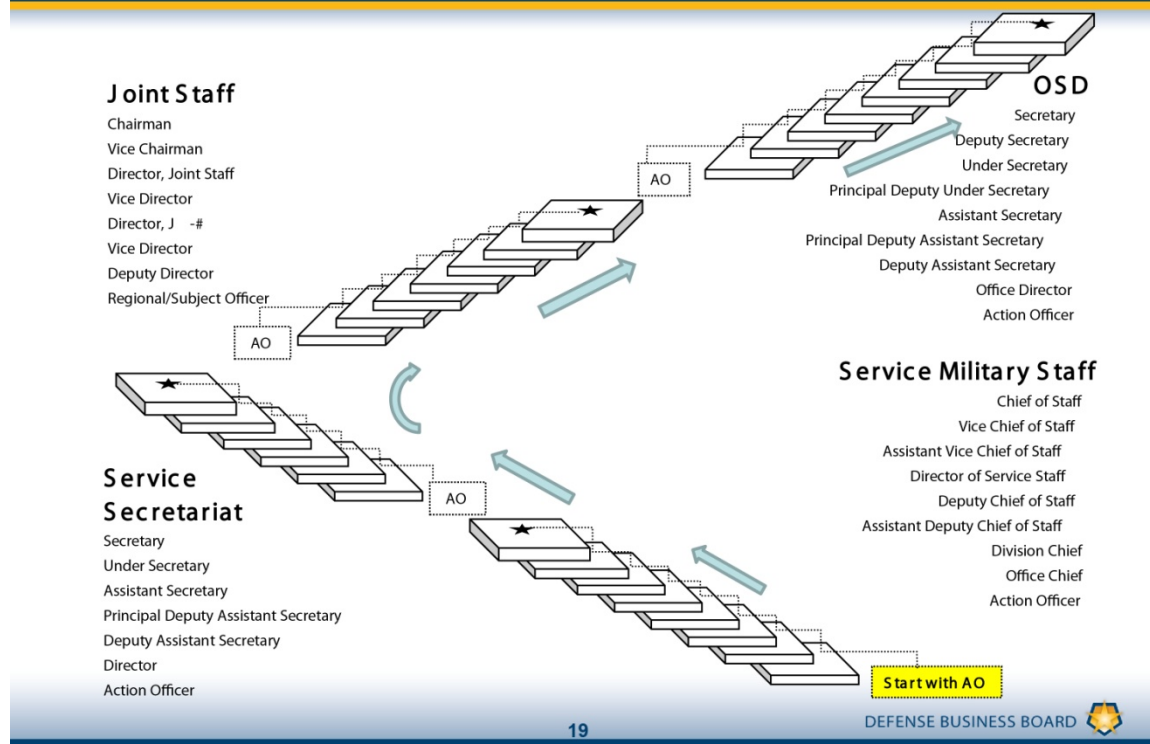 Joint Staff
Chairman
Vice Chairman
Director, Joint Staff
Vice Director
Director, J -#
Vice Director
Deputy Director
Regional/Subject Officer
AO
AO
OSD
Secretary
Deputy Secretary
Under Secretary
Principal Deputy Under Secretary
Assistant Secretary
Principal Deputy Assistant Secretary
Deputy Assistant Secretary
Office Director
Action Officer
Service
Secretariat
Secretary
Under Secretary
Assistant Secretary
Principal Deputy Assistant Secretary
Deputy Assistant Secretary
Director
Action Officer
AO
Service Military Staff
Chief of Staff
Vice Chief of Staff
Assistant Vice Chief of Staff
Director of Service Staff
Deputy Chief of Staff
Assistant Deputy Chief of Staff
Division Chief
Office Chief
Action Officer
Start with AO
19
DEFENSE BUSINESS BOARD